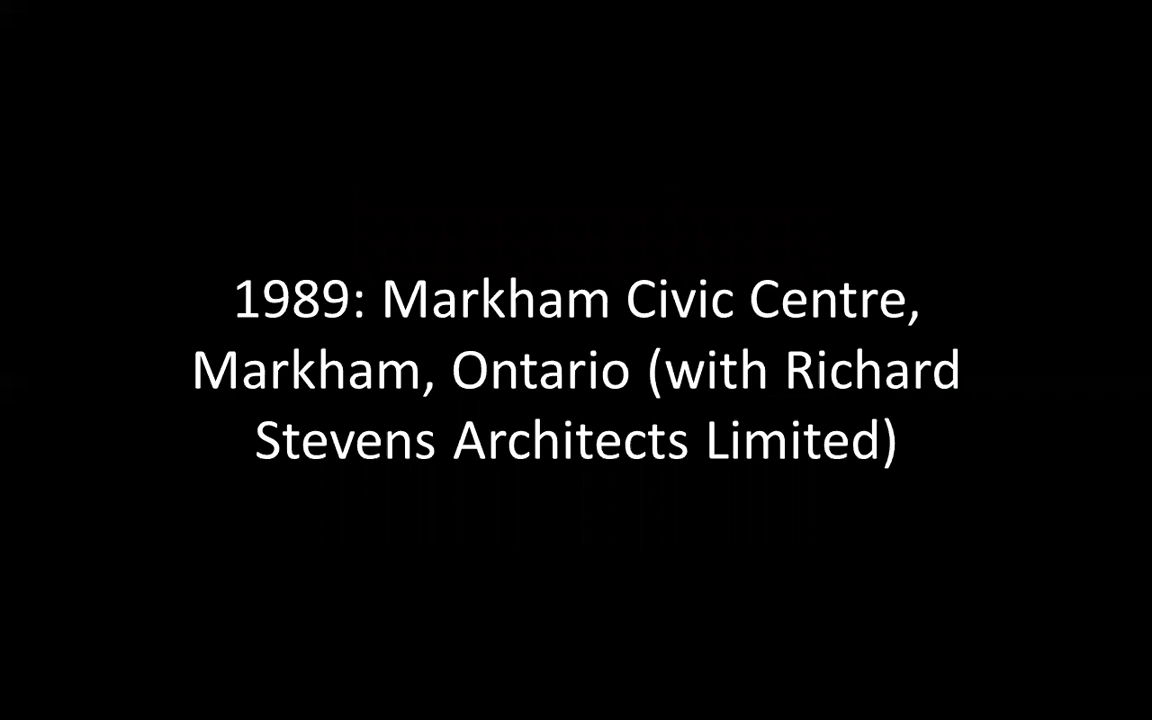 1989: Markham Civic Centre,
Markham, Ontario (with Richard
Stevens Architects Limited)